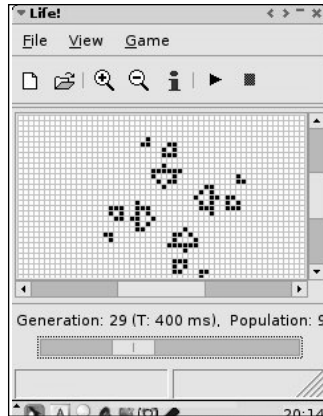 Life!
File View Game
Generation: 29 (T: 400 ms), Population: 9
A
20:14